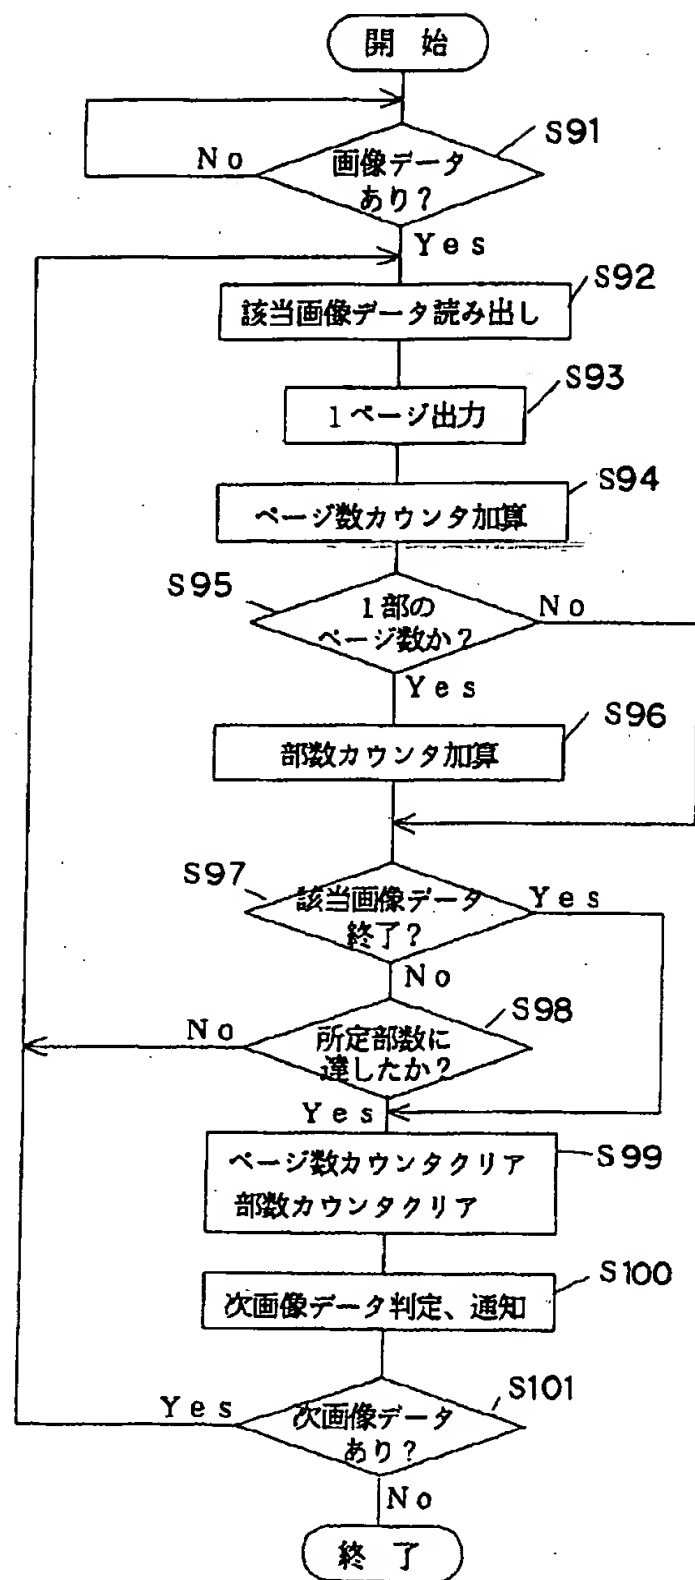 開 始
S91
No
画像データ
あり?
Yes
S92
該当画像データ読み出し
S93
1ページ出力
S94
ページ数カウンタ加算
S95
1部の
ページ数か?
No
Yes
S96
部数カウンタ加算
S97
該当画像データ
終了?
Yes
No
S98
No
所定部数に
達したか?
Yes
ページ数カウンタクリア
S99
部数カウンタクリア
S100
次画像データ判定、通知
S101
Yes
次画像データ
あり?
No
終 了